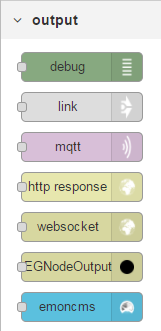 output
debug
link
mqtt
http response
websocket
EGNodeOutput
emoncms